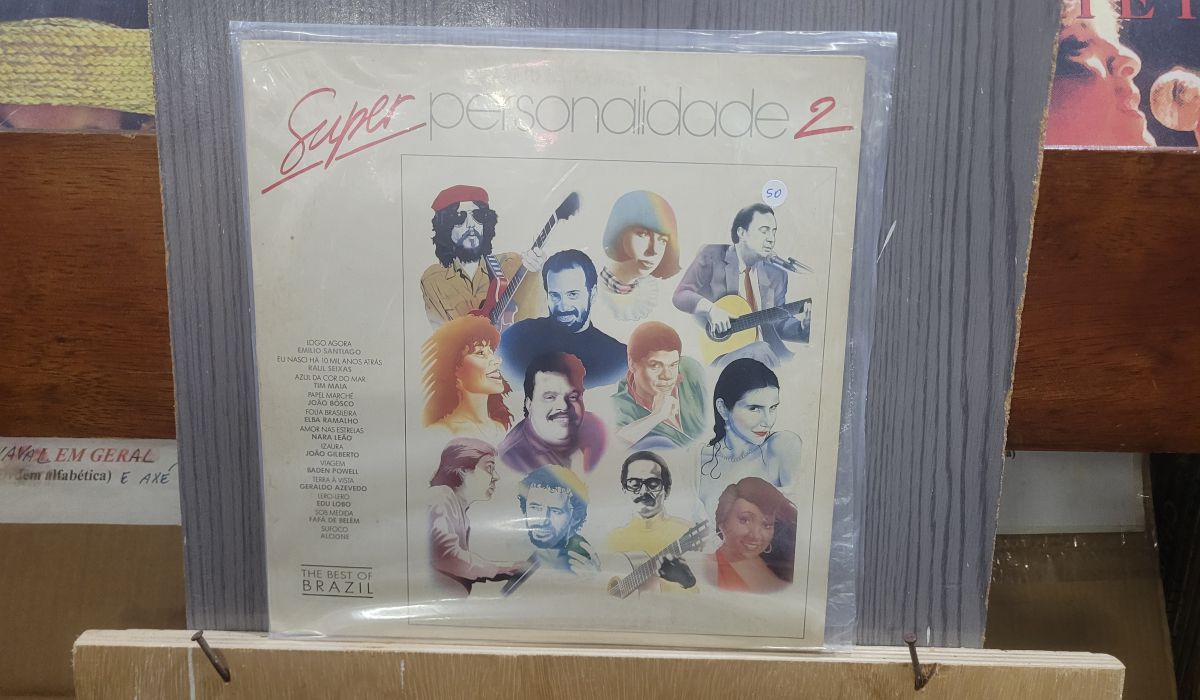 Super personalidade 2
50
LOGO AGORA
EMILIO SANTIAGO
EU NASCI HÁ 10 MIL ANOS ATRÁS
RAUL SEIXAS
AZUL DA COR DO MAR
TIM MAIA
PAPEL MARCHÉ
JOÃO BOSCO
FOLIA BRASILEIRA
ELBA RAMALHO
AMOR NAS ESTRELAS
NARA LEÃO
IZAURA
JOÃO GILBERTO
VIAGEM
BADEN POWELL
TERRA À VISTA
GERALDO AZEVEDO
LERO-LERO
EDU LOBO
SOB MEDIDA
FAFÁ DE BELÉM
SUFOCO
ALCIONE
THE BEST OF
BRAZIL
EM GERAL
alfabética) E AXÉ